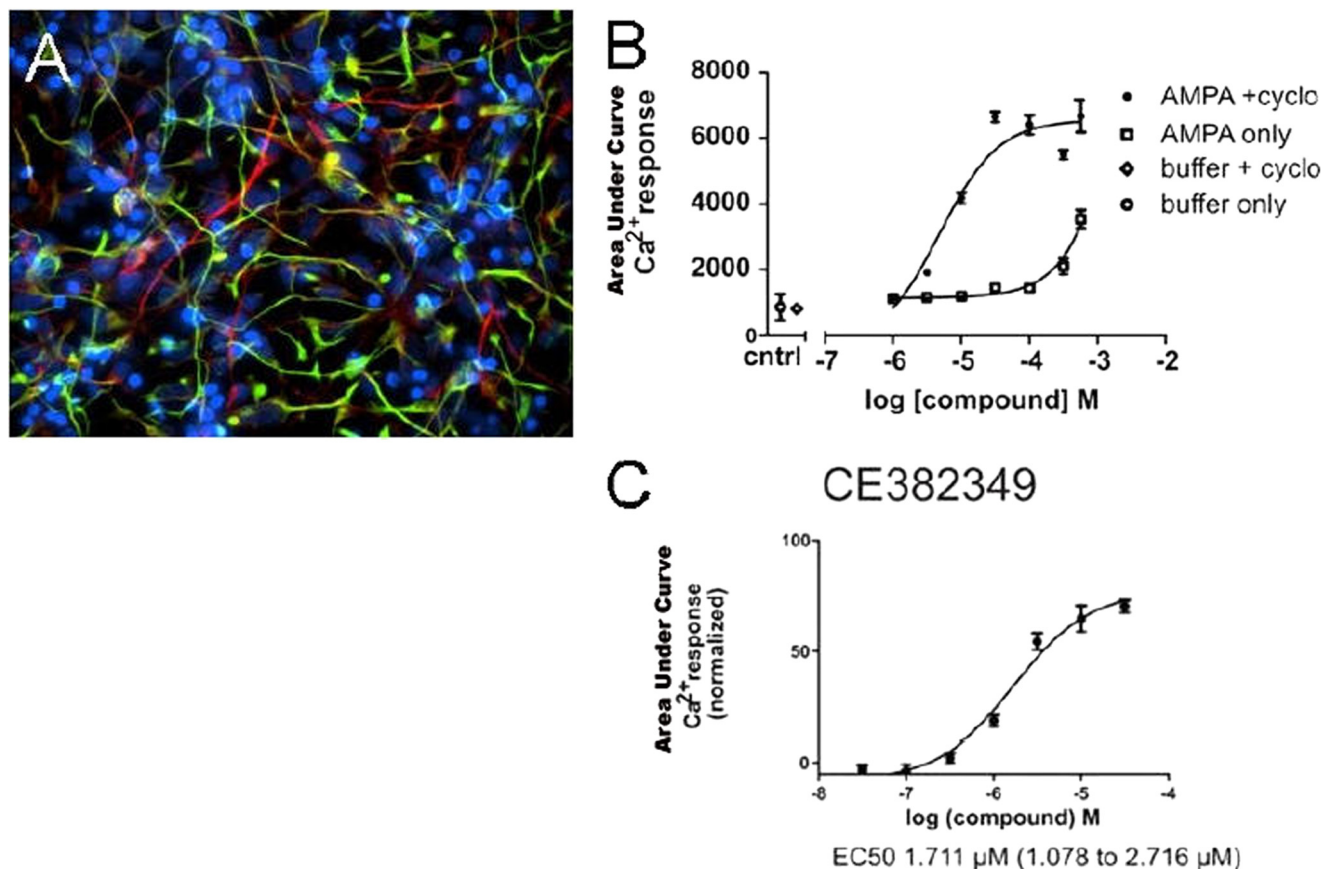 A
B
8000
6000
4000
2000
0
Area Under Curve
Ca2+response
cntrl
-7
-6
-5
-4
-3
-2
log [compound] M
AMPA +cyclo
AMPA only
buffer + cyclo
buffer only
C
CE382349
100
50
0
Area Under Curve
Ca2+response
(normalized)
-8
-7
-6
-5
-4
log (compound) M
EC50 1.711 µM (1.078 to 2.716 µM)